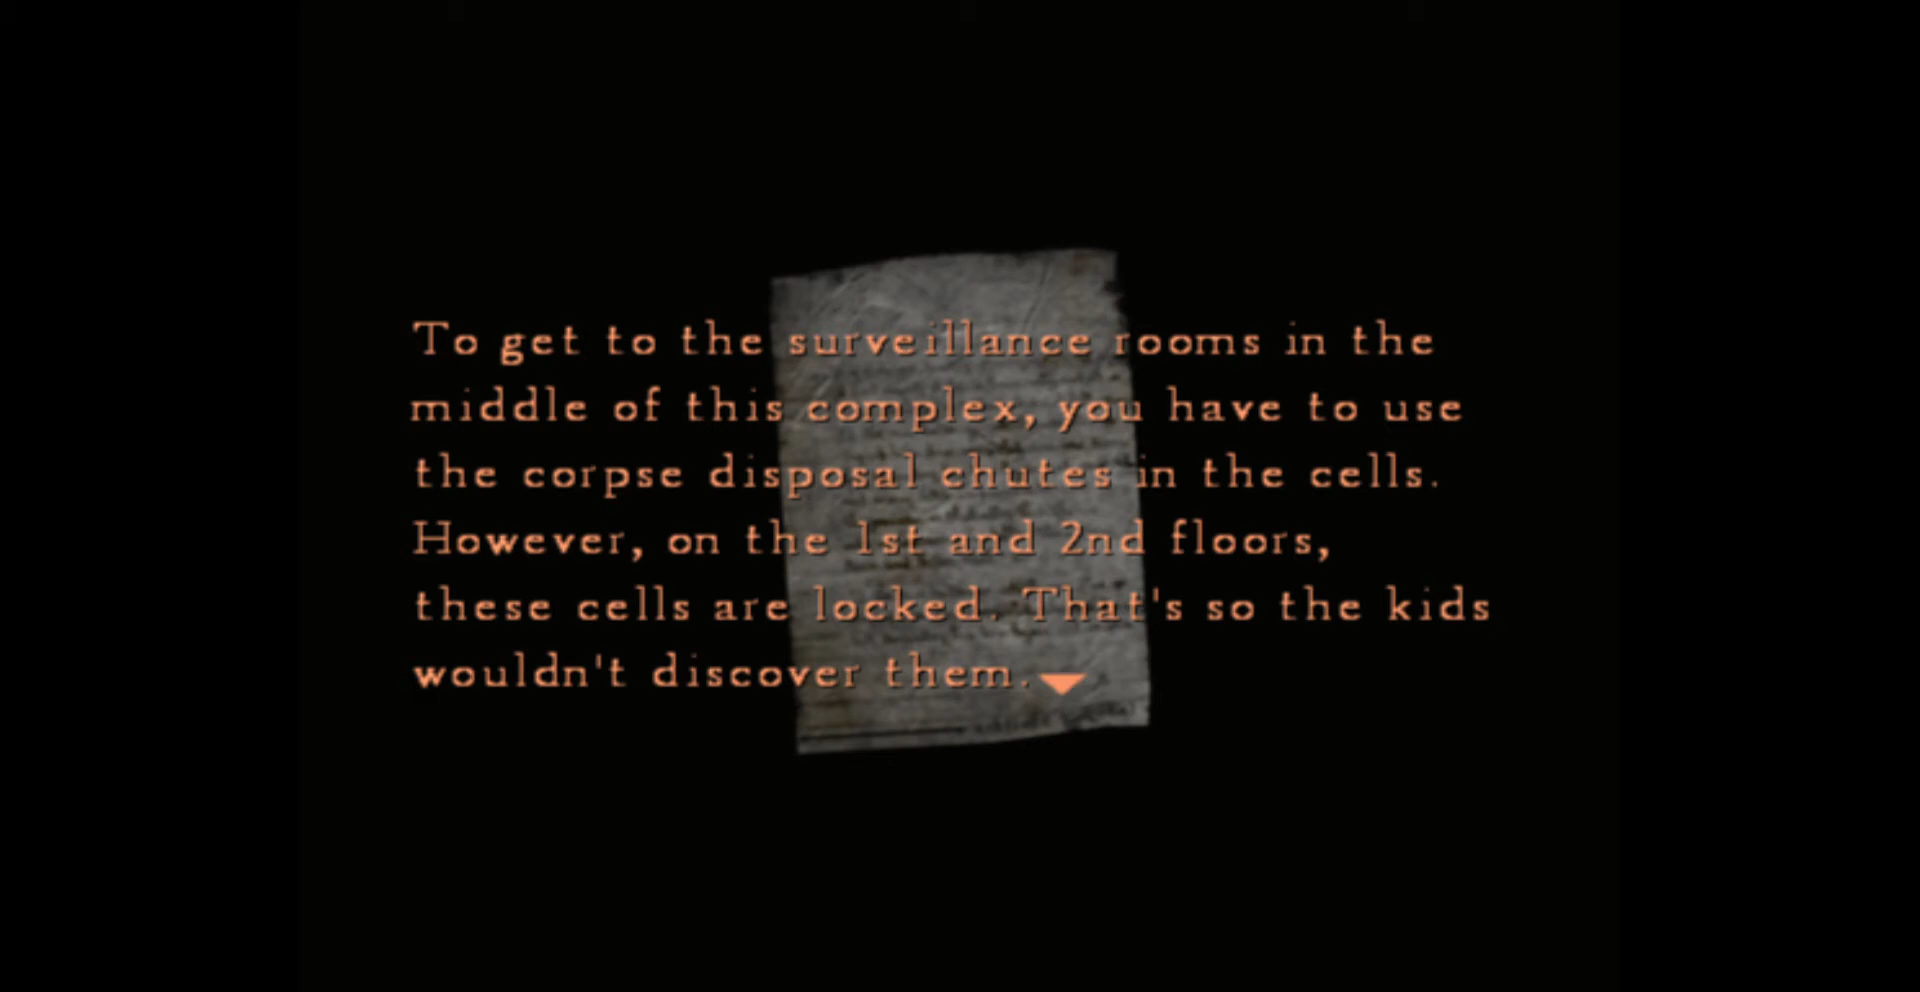 To get to the surveillance rooms in the
middle of this complex, you have to use
the corpse disposal chutes in the cells.
However, on the 1st and 2nd floors,
these cells are locked. That's so the kids
wouldn't discover them.